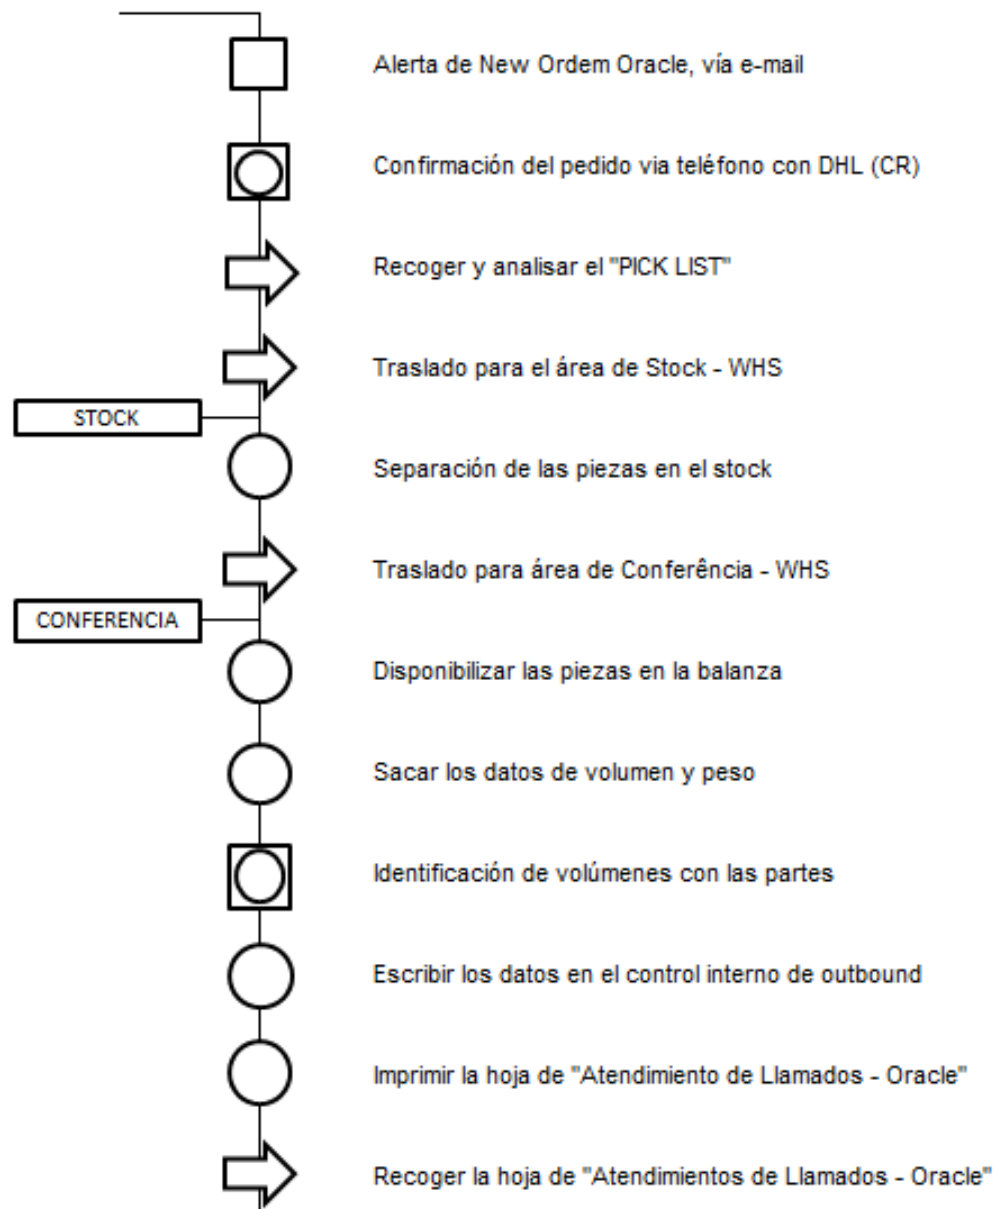 Alerta de New Ordem Oracle, vía e-mail
Confirmación del pedido via teléfono con DHL (CR)
Recoger y analisar el "PICK LIST"
Traslado para el área de Stock - WHS
STOCK
Separación de las piezas en el stock
Traslado para área de Conferência - WHS
CONFERENCIA
Disponibilizar las piezas en la balanza
Sacar los datos de volumen y peso
Identificación de volúmenes con las partes
Escribir los datos en el control interno de outbound
Imprimir la hoja de "Atendimiento de Llamados - Oracle"
Recoger la hoja de "Atendimientos de Llamados - Oracle"